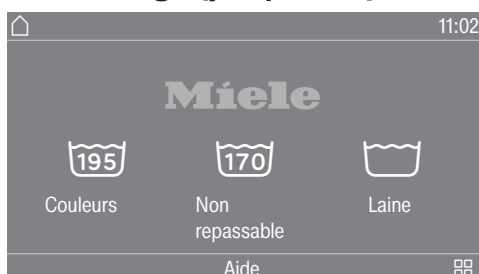 11:02
Miele
195
170
Couleurs
Non
repassable
Laine
Aide